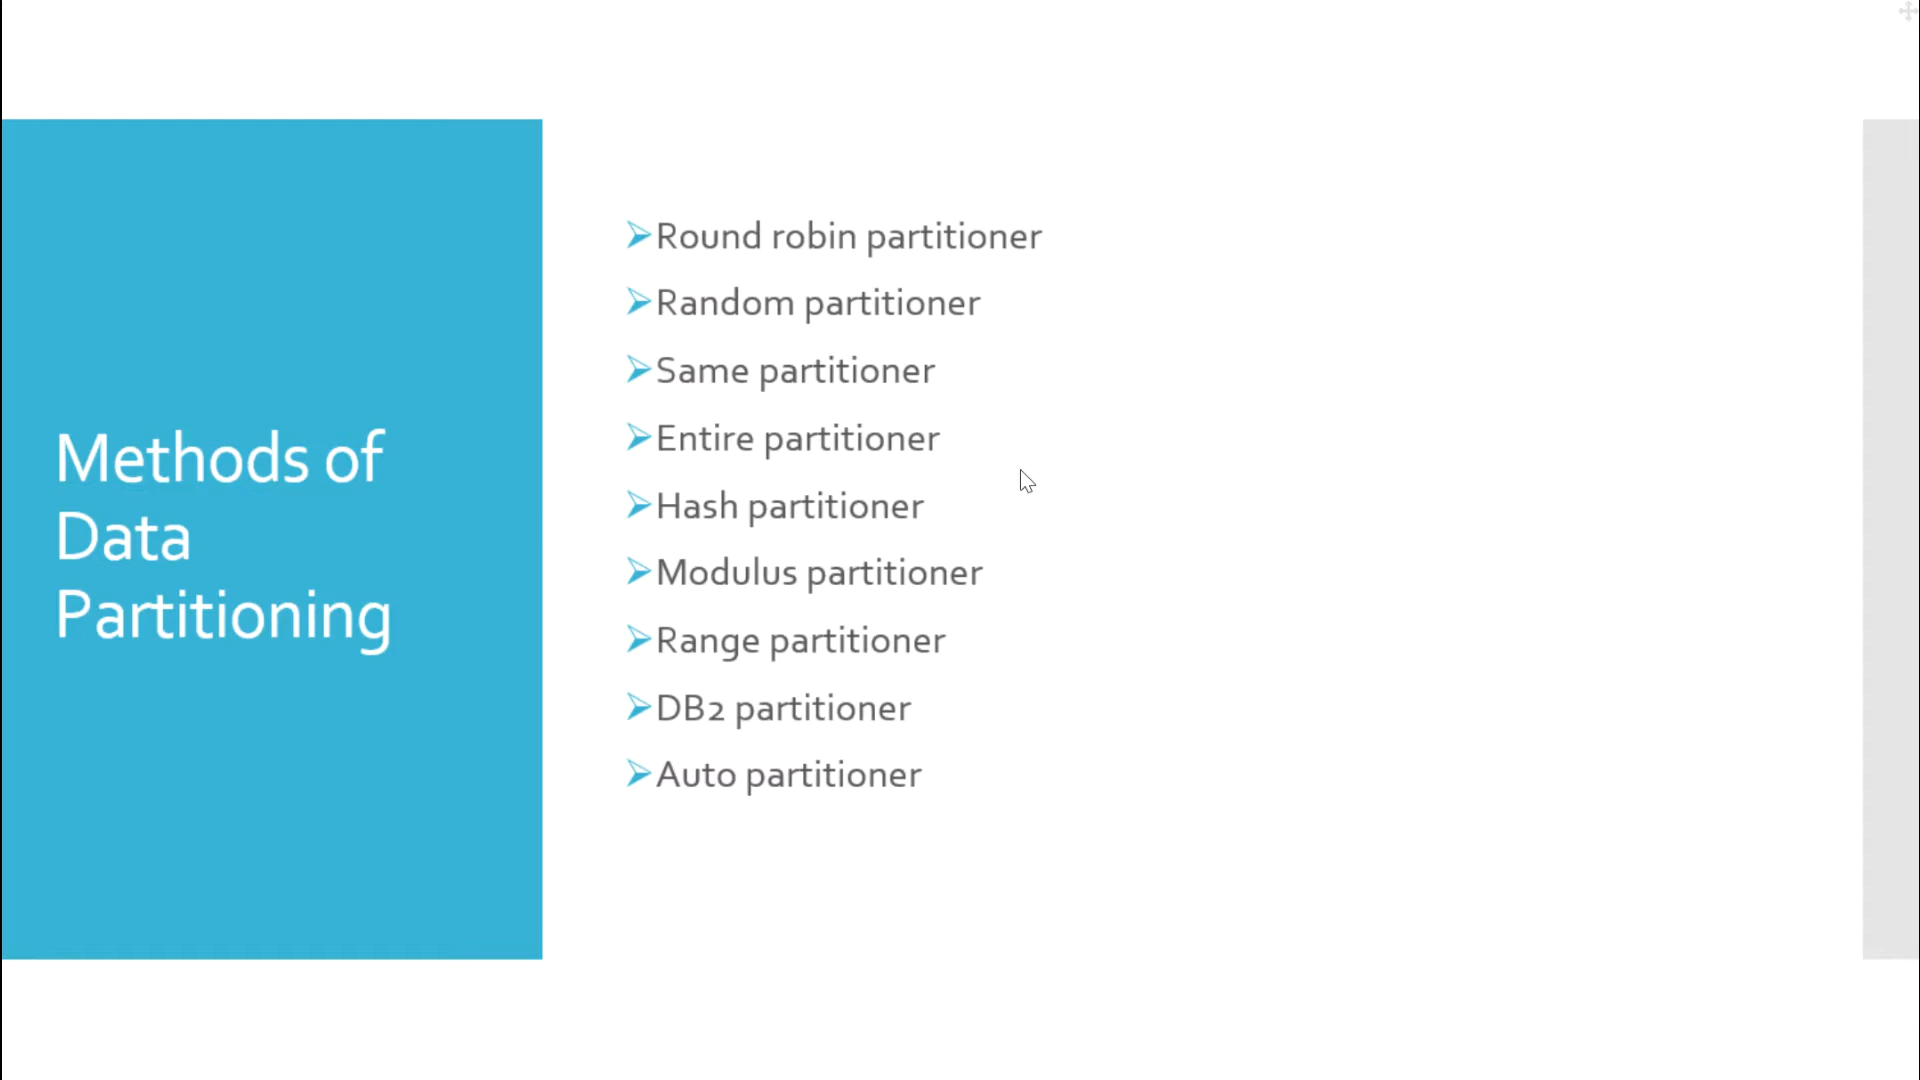 Methods of
Data
Partitioning
Round robin partitioner
Random partitioner
Same partitioner
Entire partitioner
Hash partitioner
Modulus partitioner
Range partitioner
DB2 partitioner
Auto partitioner